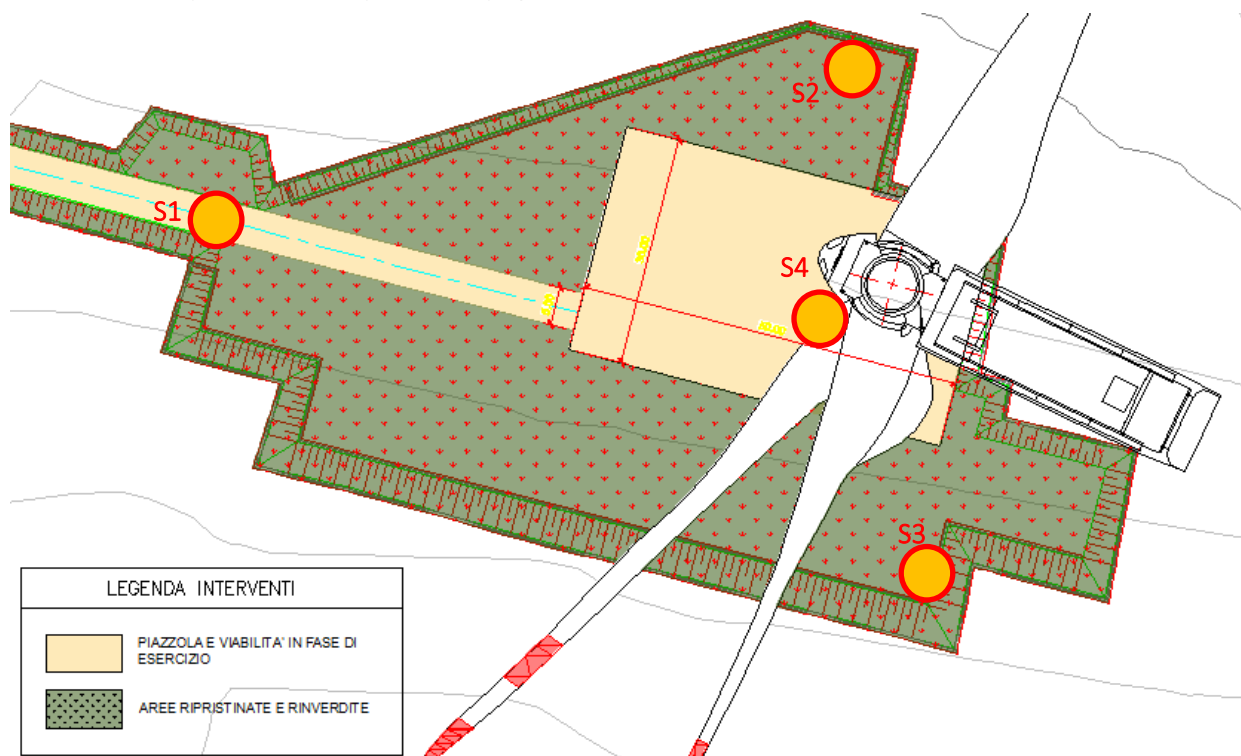 S2
S1
S4
S3
LEGENDA INTERVENTI
PIAZZOLA E VIABILITA' IN FASE DI
ESERCIZIO
AREE RIPRISTINATE E RINVERDITE